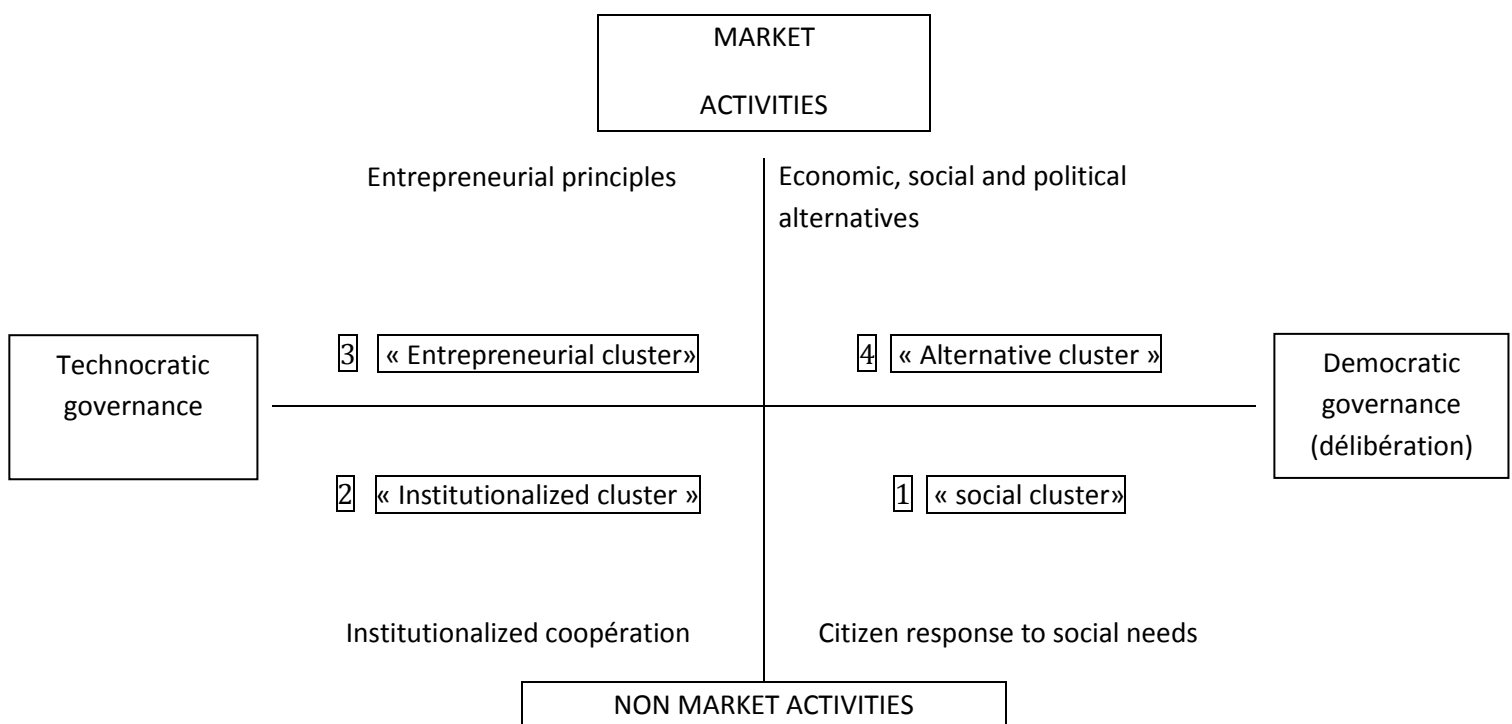 MARKET
ACTIVITIES
Entrepreneurial principles
Economic, social and political
alternatives
Technocratic
governance
3 « Entrepreneurial cluster»
4 « Alternative cluster »
Democratic
governance
(délibération)
2 « Institutionalized cluster »
1 « social cluster»
Institutionalized coopération
Citizen response to social needs
NON MARKET ACTIVITIES